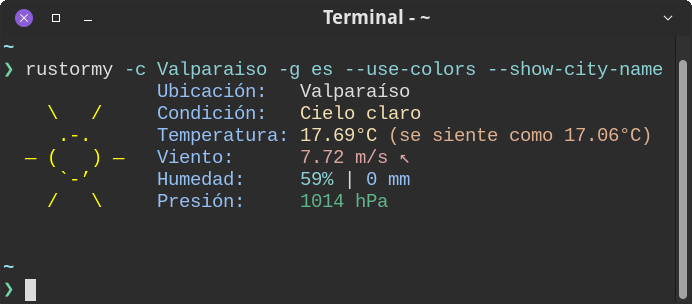 Terminal - ~
~
❯ rustormy -c Valparaiso -g es --use-colors --show-city-name
Ubicación: Valparaíso
\ / Condición: Cielo claro
.-. Temperatura: 17.69°C (se siente como 17.06°C)
― ( ) ― Viento: 7.72 m/s ↖
`-’ Humedad: 59% | 0 mm
/ \ Presión: 1014 hPa
~
❯